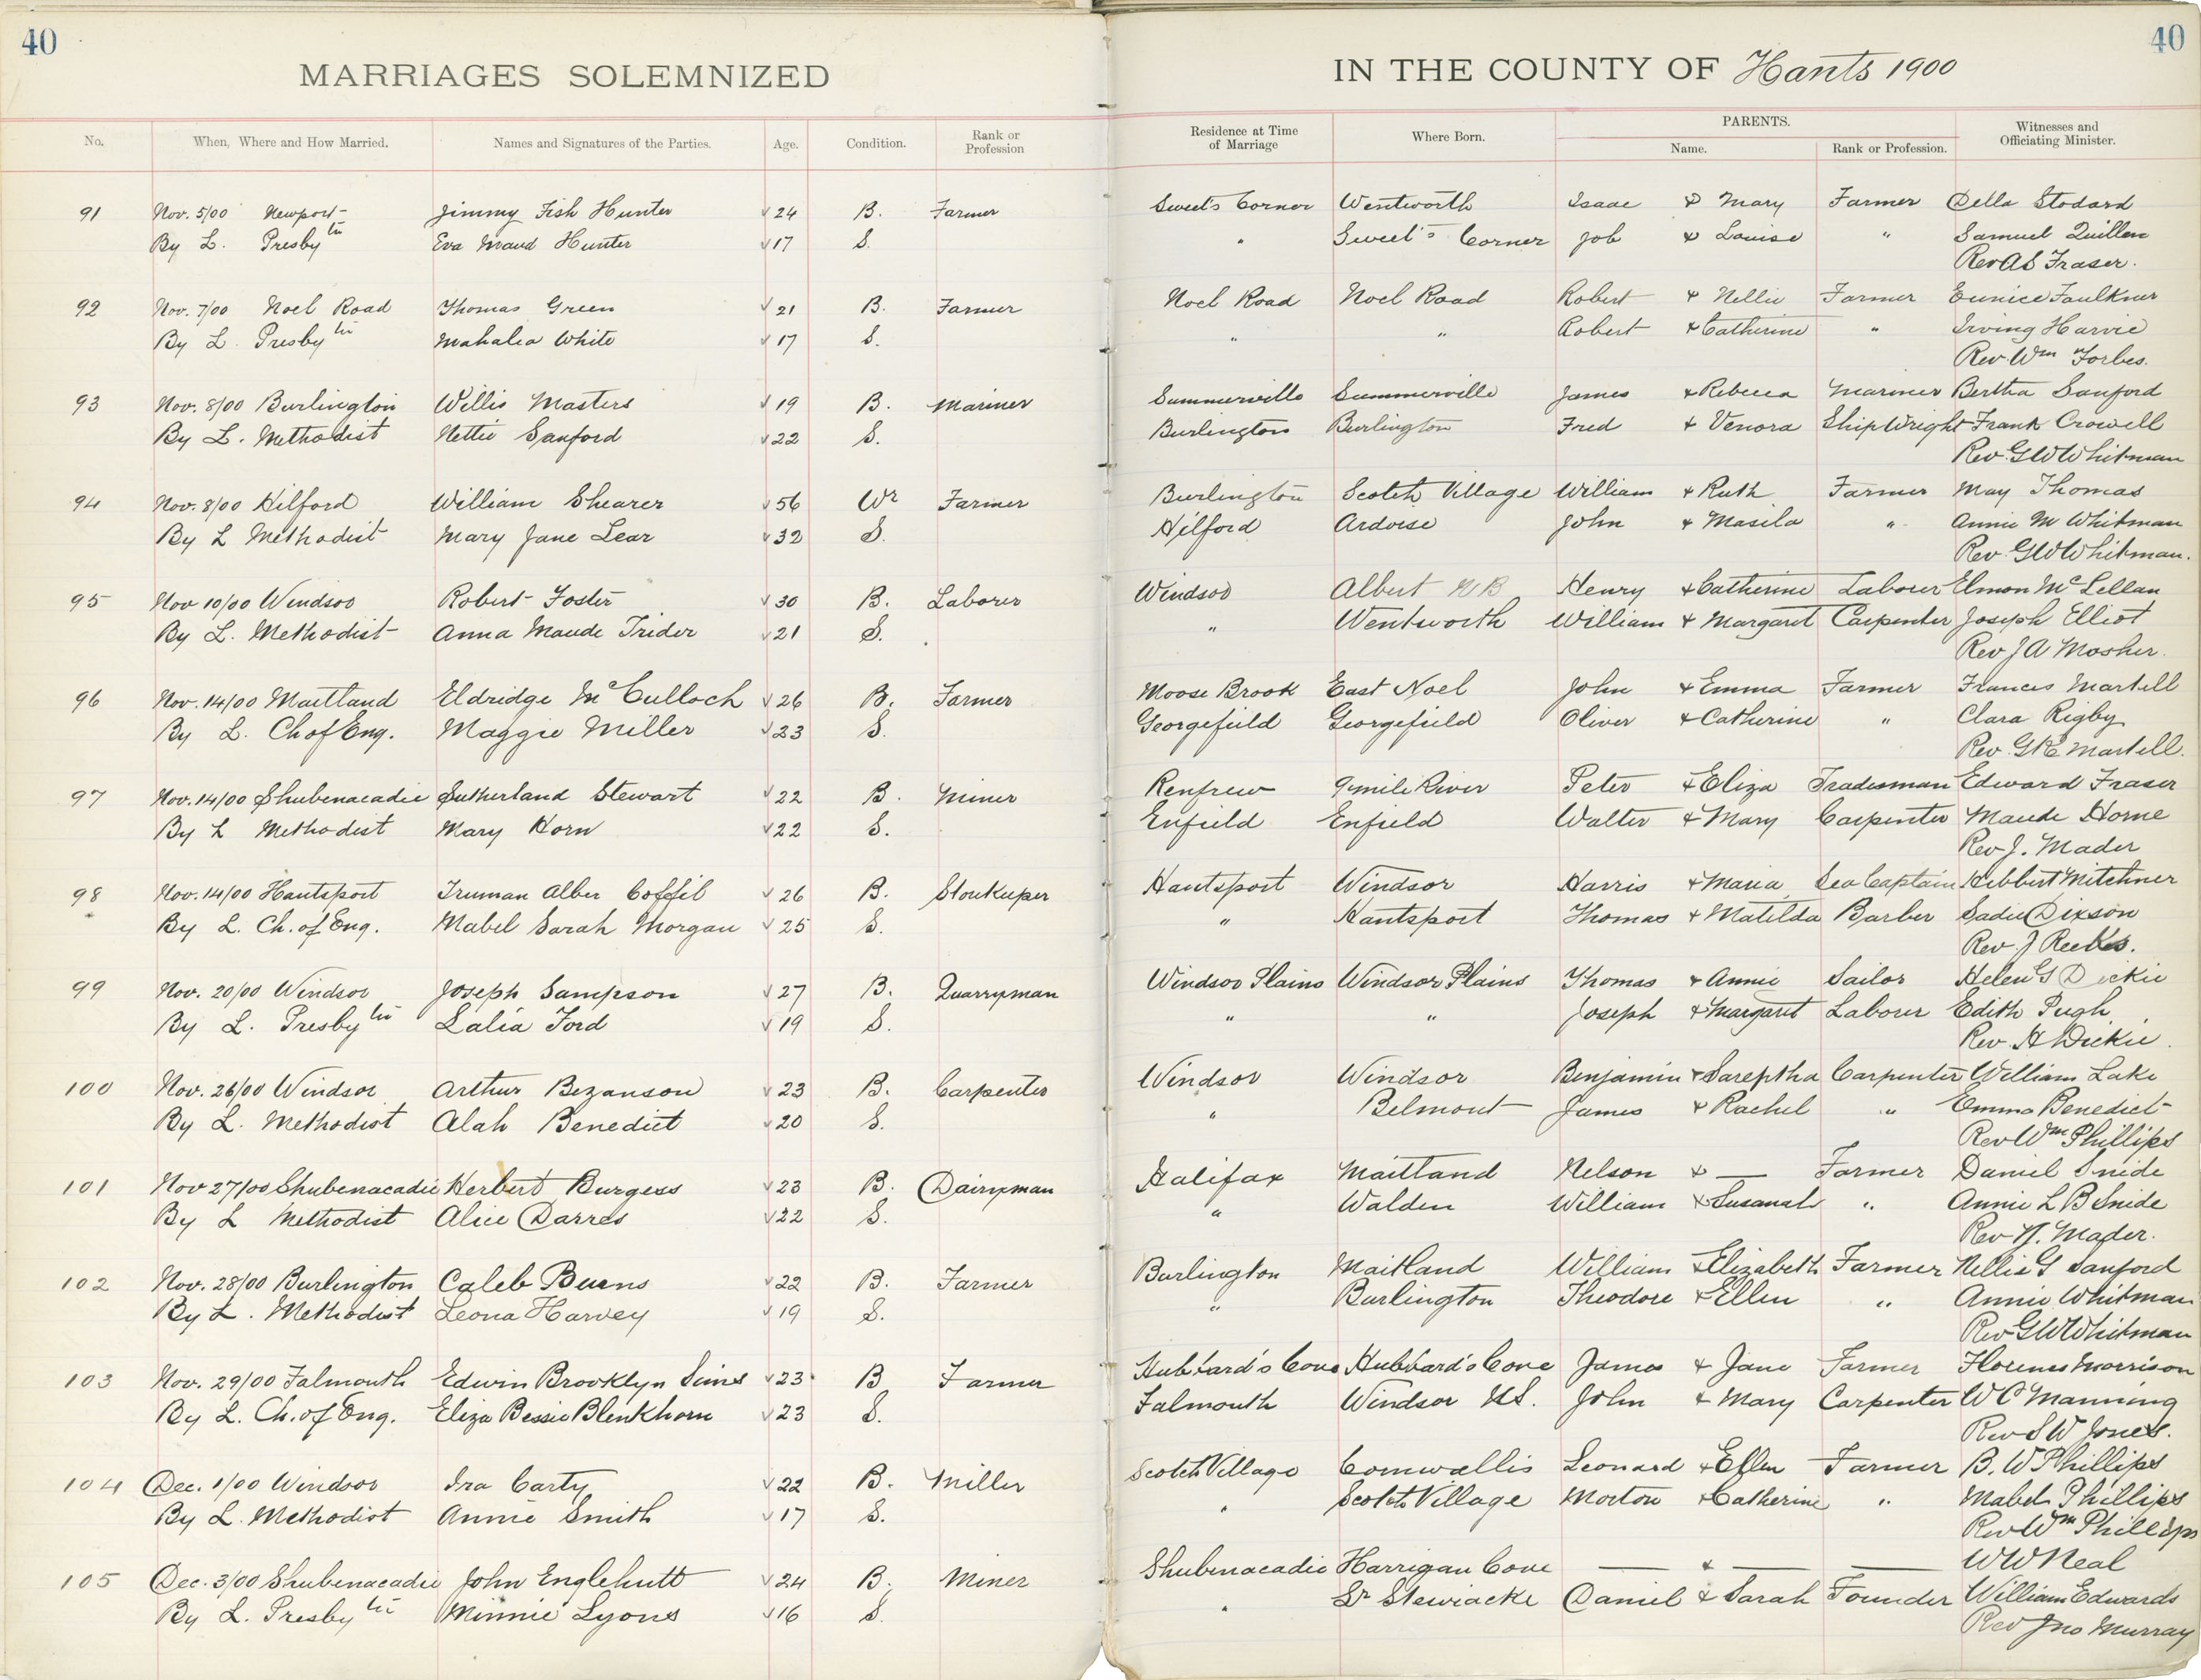 40
40
MARRIAGES SOLEMNIZED IN THE COUNTY OF Hants 1900
No. When, Where and How Married. Names and Signatures of the Parties. Age. Condition. Rank or Profession Residence at Time of Marriage Where Born. PARENTS. Name. Rank or Profession. Witnesses and Officiating Minister.
91 Nov. 5/00 Newport Jimmy Fish Hunter 24 B. Farmer Sweet's Corner Wentworth Isaac & Mary Farmer Della Stodard
By L. Presbytn Eva Maud Hunter 17 S. " Sweet's Corner Job & Louise " Samuel Quillen
Rev A S Fraser.
92 Nov. 7/00 Noel Road Thomas Green 21 B. Farmer Noel Road Noel Road Robert & Nellie Farmer Eunice Faulkner
By L Presbytn Mahalia White 17 S. " " Robert & Catherine " Irving Harvie
Rev. Wm Forbes.
93 Nov. 8/00 Burlington Willis Masters 19 B. Mariner Summerville Summerville James & Rebecca Mariner Bertha Sanford
By L. Methodist Nettie Sanford 22 S. Burlington Burlington Fred & Venora ShipWright Frank Crowell
Rev. G W Whitman
94 Nov. 8/00 Hilford William Shearer 56 Wr Farmer Burlington Scotch Village William & Ruth Farmer May Thomas
By L Methodist Mary Jane Lear 32 S. Hilford Ardoise John & Masila " Annie M Whitman
Rev. G W Whitman.
95 Nov 10/00 Windsor Robert Foster 30 B. Laborer Windsor Albert N B Henry & Catherine Laborer Elmon McLellan
By L. Methodist Anna Maude Trider 21 S. " Wentworth William & Margaret Carpenter Joseph Elliot
Rev J A Mosher.
96 Nov. 14/00 Maitland Eldridge McCulloch 26 B. Farmer Moose Brook East Noel John & Emma Farmer Frances Martell
By L. Ch of Eng. Maggie Miller 23 S. Georgefield Georgefield Oliver & Catherine " Clara Rigby
Rev. G R E Martell.
97 Nov. 14/00 Shubenacadie Sutherland Stewart 22 B. Miner Renfrew 9 mile River Peter & Eliza Tradesman Edward Fraser
By L Methodist Mary Horn 22 S. Enfield Enfield Walter & Mary Carpenter Maude Horne
Rev J. Mader
98 Nov. 14/00 Hantsport Truman Alber Coffil 26 B. Storekeeper Hantsport Windsor Harris & Maria Sea Captain Hibbert Mitchner
By L. Ch. of Eng. Mabel Sarah Morgan 25 S. " Hantsport Thomas & Matilda Barber Sadie Dixson
Rev. J Reeks.
99 Nov. 20/00 Windsor Joseph Sampson 27 B. Quarryman Windsor Plains Windsor Plains Thomas & Annie Sailor Helen G Dickie
By L. Presbytn Lalia Ford 19 S. " " Joseph & Margaret Laborer Edith Pugh
Rev. H Dickie.
100 Nov. 26/00 Windsor Arthur Bezanson 23 B. Carpenter Windsor Windsor Benjamin & Sareptha Carpenter William Lake
By L. Methodist Alah Benedict 20 S. " Belmont James & Rachel " Emma Benedict
Rev Wm Phillips
101 Nov 27/00 Shubenacadie Herbert Burgess 23 B. Dairyman Halifax Maitland Nelson & — Farmer Daniel Snide
By L Methodist Alice Darres 22 S. " Walden William & Susanah " Annie L B Snide
Rev N. Mader.
102 Nov. 28/00 Burlington Caleb Burns 22 B. Farmer Burlington Maitland William & Elizabeth Farmer Nellie G Sanford
By L. Methodist Leona Harvey 19 S. " Burlington Theodore & Ellen " Annie Whitman
Rev G W Whitman
103 Nov. 29/00 Falmouth Edwin Brooklyn 23 B Farmer Hubbard's Cove Hubbard's Cove James & Jane Farmer Florence Morrison
By L. Ch. of Eng. Eliza Bessie Blenkhorn 23 S. Falmouth Windsor N.S. John & Mary Carpenter W C Manning
Rev S W Jones.
104 Dec. 1/00 Windsor Ira Carty 22 B. Miller Scotch Village Cornwallis Leonard & Ellen Farmer B. W Phillips
By L. Methodist Annie Smith 17 S. " Scotch Village Morton & Catherine " Mabel Phillips
Rev Wm Phillips
105 Dec. 3/00 Shubenacadie John Englehutt 24 B. Miner Shubenacadie Harrigan Cove — & — — W W Neal
By L. Presbytn Minnie Lyons 16 S. " Sr Stewiacke Daniel & Sarah Founder William Edwards
Rev Jno Murray